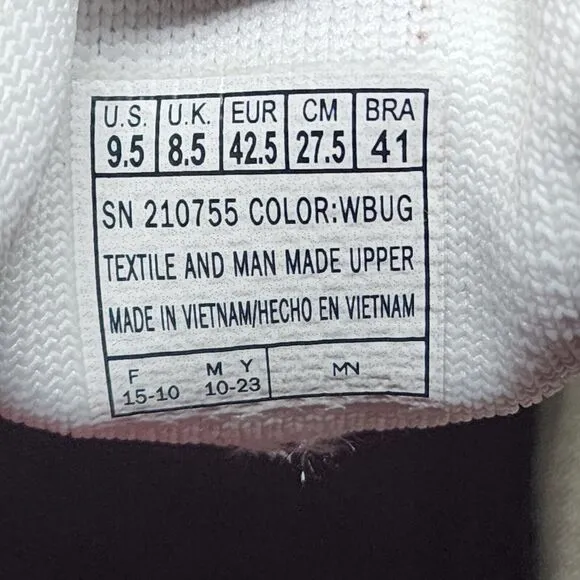 U.S. U.K. EUR CM BRA
9.5 8.5 42.5 27.5 41
SN 210755 COLOR:WBUG
TEXTILE AND MAN MADE UPPER
MADE IN VIETNAM/HECHO EN VIETNAM
F M Y MN
15-10 10-23